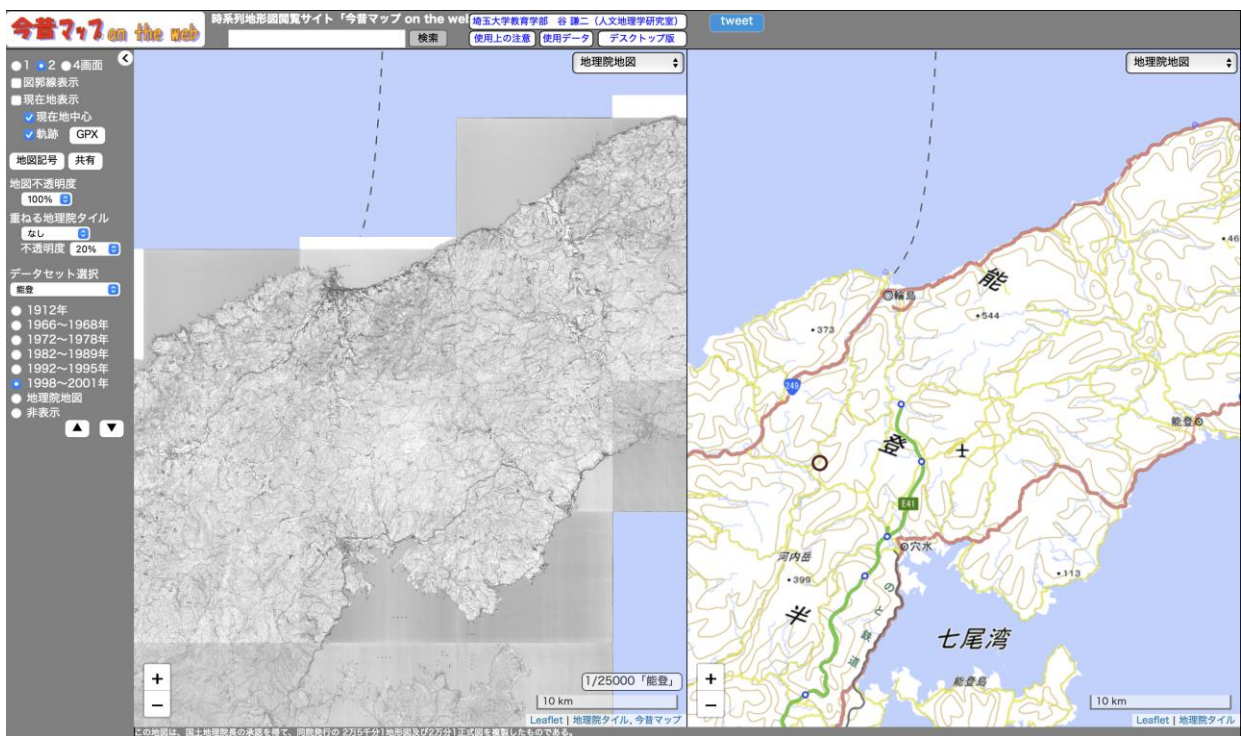 今昔マップ on the web
時系列地形図閲覧サイト「今昔マップ on the we
検索
埼玉大学教育学部 谷 謙二(人文地理学研究室)
使用上の注意
使用データ
デスクトップ版
tweet
1 2 4画面
図郭線表示
現在地表示
現在地中心
軌跡 GPX
地図記号 共有
地図不透明度
100%
重ねる地理院タイル
なし
不透明度 20%
データセット選択
能登
1912年
1966~1968年
1972~1978年
1982~1989年
1992~1995年
1998~2001年
地理院地図
非表示
▲ ▼
地理院地図
+
−
1/25000「能登」
10 km
Leaflet | 地理院タイル, 今昔マップ
地理院地図
能
輪島
46
544
373
249
能登
登
E41
穴水
河内岳
399
113
のと鉄道
半
七尾湾
能登島
+
−
10 km
Leaflet | 地理院タイル
この地図は、国土地理院長の承認を得て、同院発行の 2万5千分1地形図及び2万分1正式図を複製したものである。